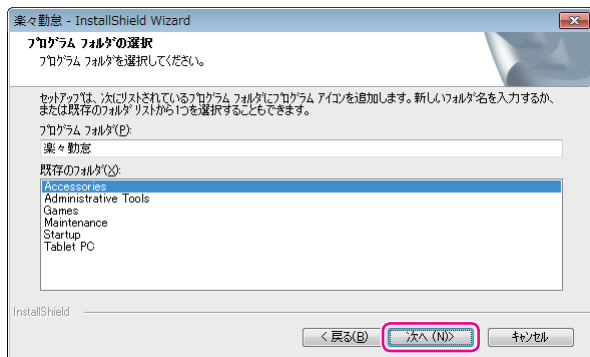 楽々勤怠 - InstallShield Wizard
プログラム フォルダの選択
プログラム フォルダを選択してください。
セットアップは、次にリストされているプログラム フォルダにプログラム アイコンを追加します。新しいフォルダ名を入力するか、
または既存のフォルダ リストから1つを選択することもできます。
プログラム フォルダ(P):
楽々勤怠
既存のフォルダ(X):
Accessories
Administrative Tools
Games
Maintenance
Startup
Tablet PC
InstallShield
< 戻る(B)
次へ (N)>
キャンセル